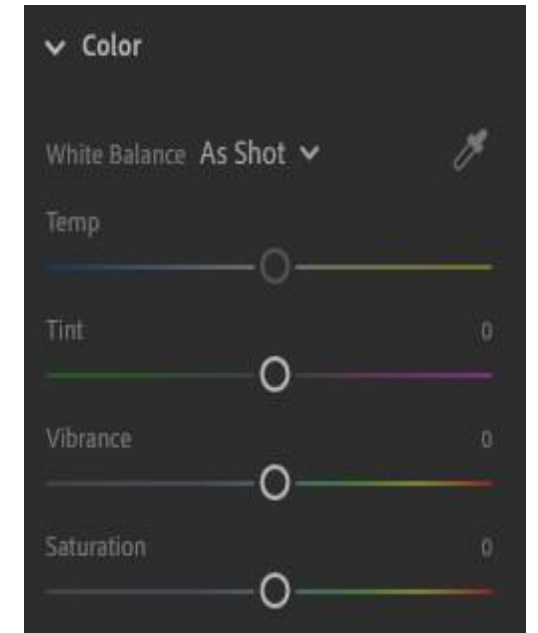 Color
White Balance As Shot
Temp
Tint 0
Vibrance 0
Saturation 0